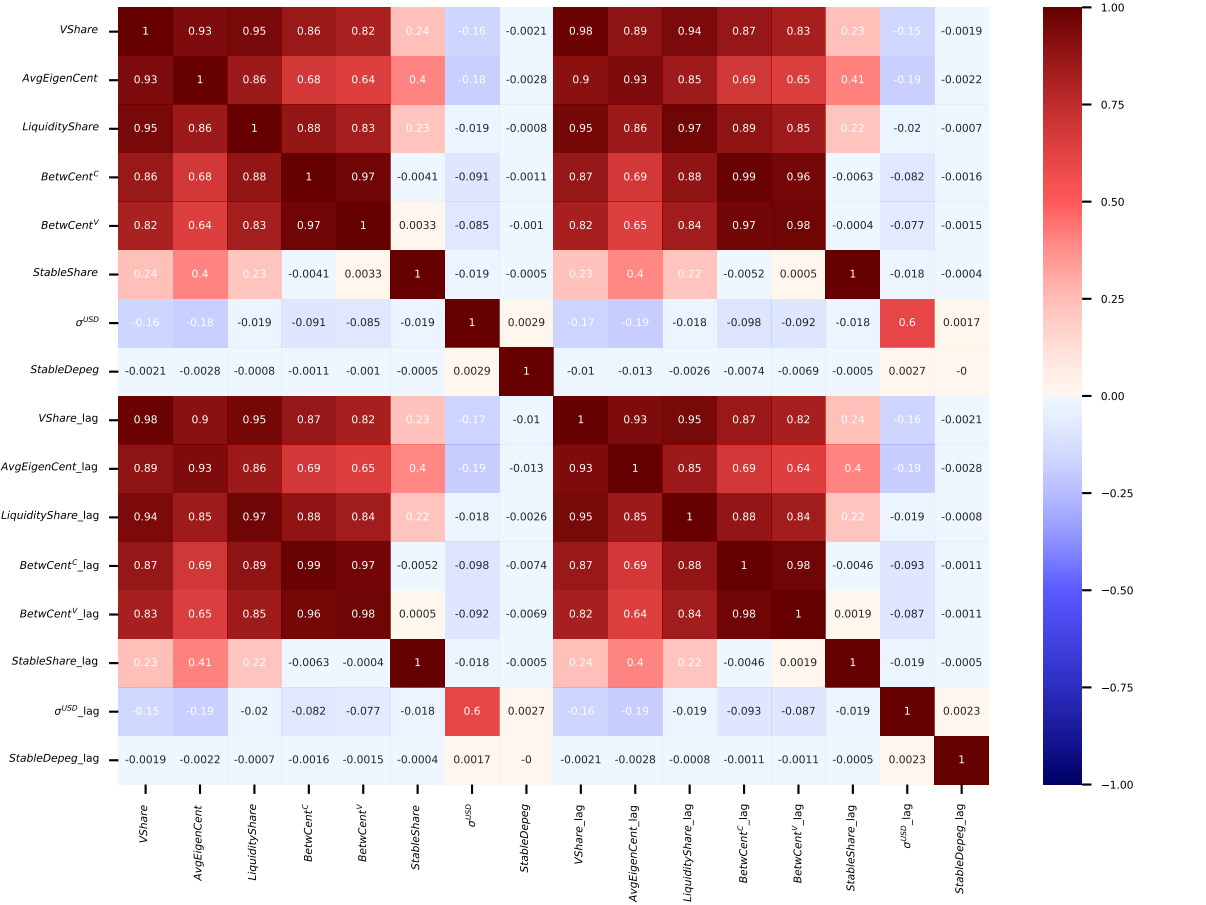 VShare 1 0.93 0.95 0.86 0.82 0.24 -0.16 -0.0021 0.98 0.89 0.94 0.87 0.83 0.23 -0.15 -0.0019
AvgEigenCent 0.93 1 0.86 0.68 0.64 0.4 -0.18 -0.0028 0.9 0.93 0.85 0.69 0.65 0.41 -0.19 -0.0022
LiquidityShare 0.95 0.86 1 0.88 0.83 0.23 -0.019 -0.0008 0.95 0.86 0.97 0.89 0.85 0.22 -0.02 -0.0007
BetwCent^C 0.86 0.68 0.88 1 0.97 -0.0041 -0.091 -0.0011 0.87 0.69 0.88 0.99 0.96 -0.0063 -0.082 -0.0016
BetwCent^V 0.82 0.64 0.83 0.97 1 0.0033 -0.085 -0.001 0.82 0.65 0.84 0.97 0.98 -0.0004 -0.077 -0.0015
StableShare 0.24 0.4 0.23 -0.0041 0.0033 1 -0.019 -0.0005 0.23 0.4 0.22 -0.0052 0.0005 1 -0.018 -0.0004
σ^USD -0.16 -0.18 -0.019 -0.091 -0.085 -0.019 1 0.0029 -0.17 -0.19 -0.018 -0.098 -0.092 -0.018 0.6 0.0017
StableDepeg -0.0021 -0.0028 -0.0008 -0.0011 -0.001 -0.0005 0.0029 1 -0.01 -0.013 -0.0026 -0.0074 -0.0069 -0.0005 0.0027 -0
VShare_lag 0.98 0.9 0.95 0.87 0.82 0.23 -0.17 -0.01 1 0.93 0.95 0.87 0.82 0.24 -0.16 -0.0021
AvgEigenCent_lag 0.89 0.93 0.86 0.69 0.65 0.4 -0.19 -0.013 0.93 1 0.85 0.69 0.64 0.4 -0.19 -0.0028
LiquidityShare_lag 0.94 0.85 0.97 0.88 0.84 0.22 -0.018 -0.0026 0.95 0.85 1 0.88 0.84 0.22 -0.019 -0.0008
BetwCent^C_lag 0.87 0.69 0.89 0.99 0.97 -0.0052 -0.098 -0.0074 0.87 0.69 0.88 1 0.98 -0.0046 -0.093 -0.0011
BetwCent^V_lag 0.83 0.65 0.85 0.96 0.98 0.0005 -0.092 -0.0069 0.82 0.64 0.84 0.98 1 0.0019 -0.087 -0.0011
StableShare_lag 0.23 0.41 0.22 -0.0063 -0.0004 1 -0.018 -0.0005 0.24 0.4 0.22 -0.0046 0.0019 1 -0.019 -0.0005
σ^USD_lag -0.15 -0.19 -0.02 -0.082 -0.077 -0.018 0.6 0.0027 -0.16 -0.19 -0.019 -0.093 -0.087 -0.019 1 0.0023
StableDepeg_lag -0.0019 -0.0022 -0.0007 -0.0016 -0.0015 -0.0004 0.0017 -0 -0.0021 -0.0028 -0.0008 -0.0011 -0.0011 -0.0005 0.0023 1
VShare
AvgEigenCent
LiquidityShare
BetwCent^C
BetwCent^V
StableShare
σ^USD
StableDepeg
VShare_lag
AvgEigenCent_lag
LiquidityShare_lag
BetwCent^C_lag
BetwCent^V_lag
StableShare_lag
σ^USD_lag
StableDepeg_lag
1.00
0.75
0.50
0.25
0.00
−0.25
−0.50
−0.75
−1.00